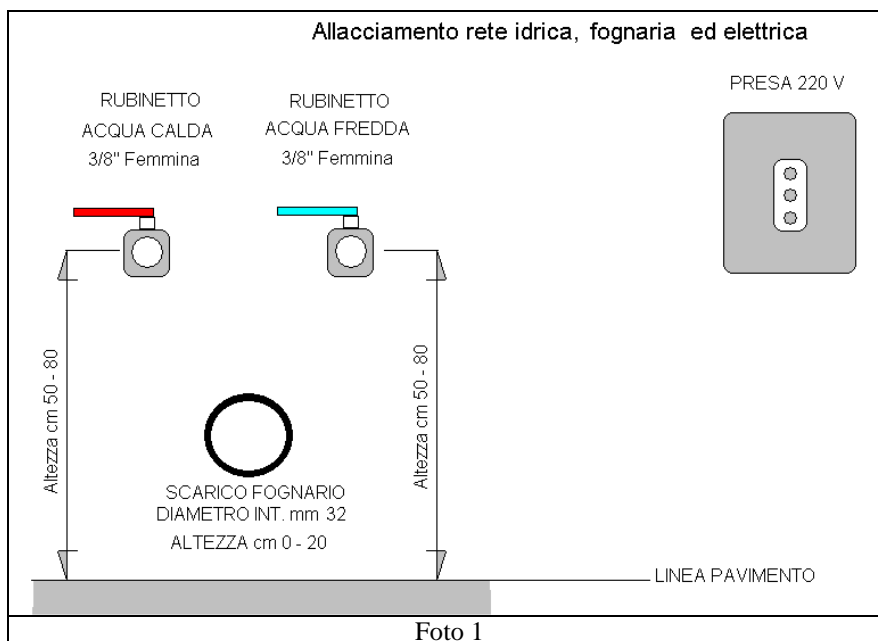 Allacciamento rete idrica, fognaria ed elettrica
RUBINETTO
ACQUA CALDA
3/8" Femmina
RUBINETTO
ACQUA FREDDA
3/8" Femmina
PRESA 220 V
Altezza cm 50 - 80
Altezza cm 50 - 80
SCARICO FOGNARIO
DIAMETRO INT. mm 32
ALTEZZA cm 0 - 20
LINEA PAVIMENTO
Foto 1